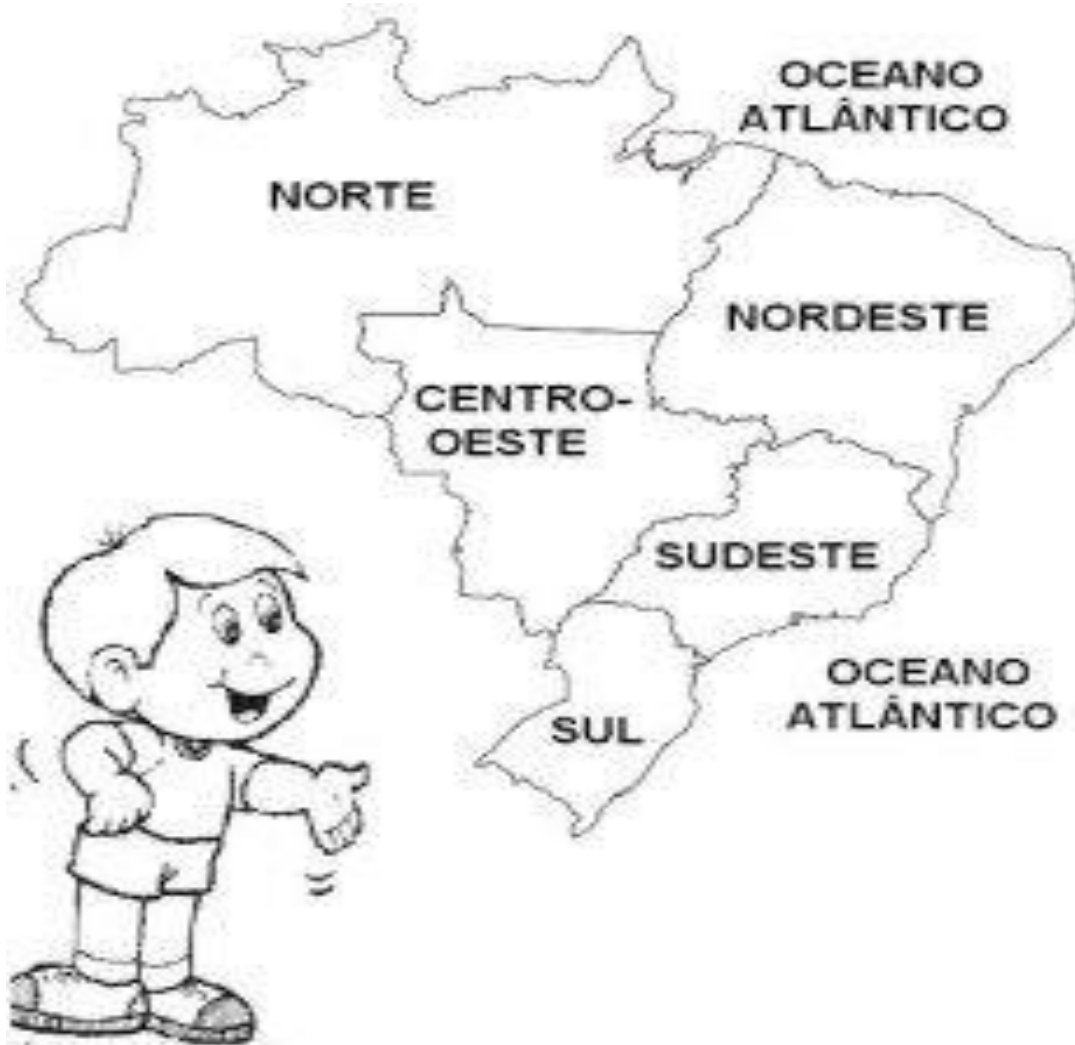 OCEANO
ATLÂNTICO
NORTE
NORDESTE
CENTRO-
OESTE
SUDESTE
OCEANO
ATLÂNTICO
SUL